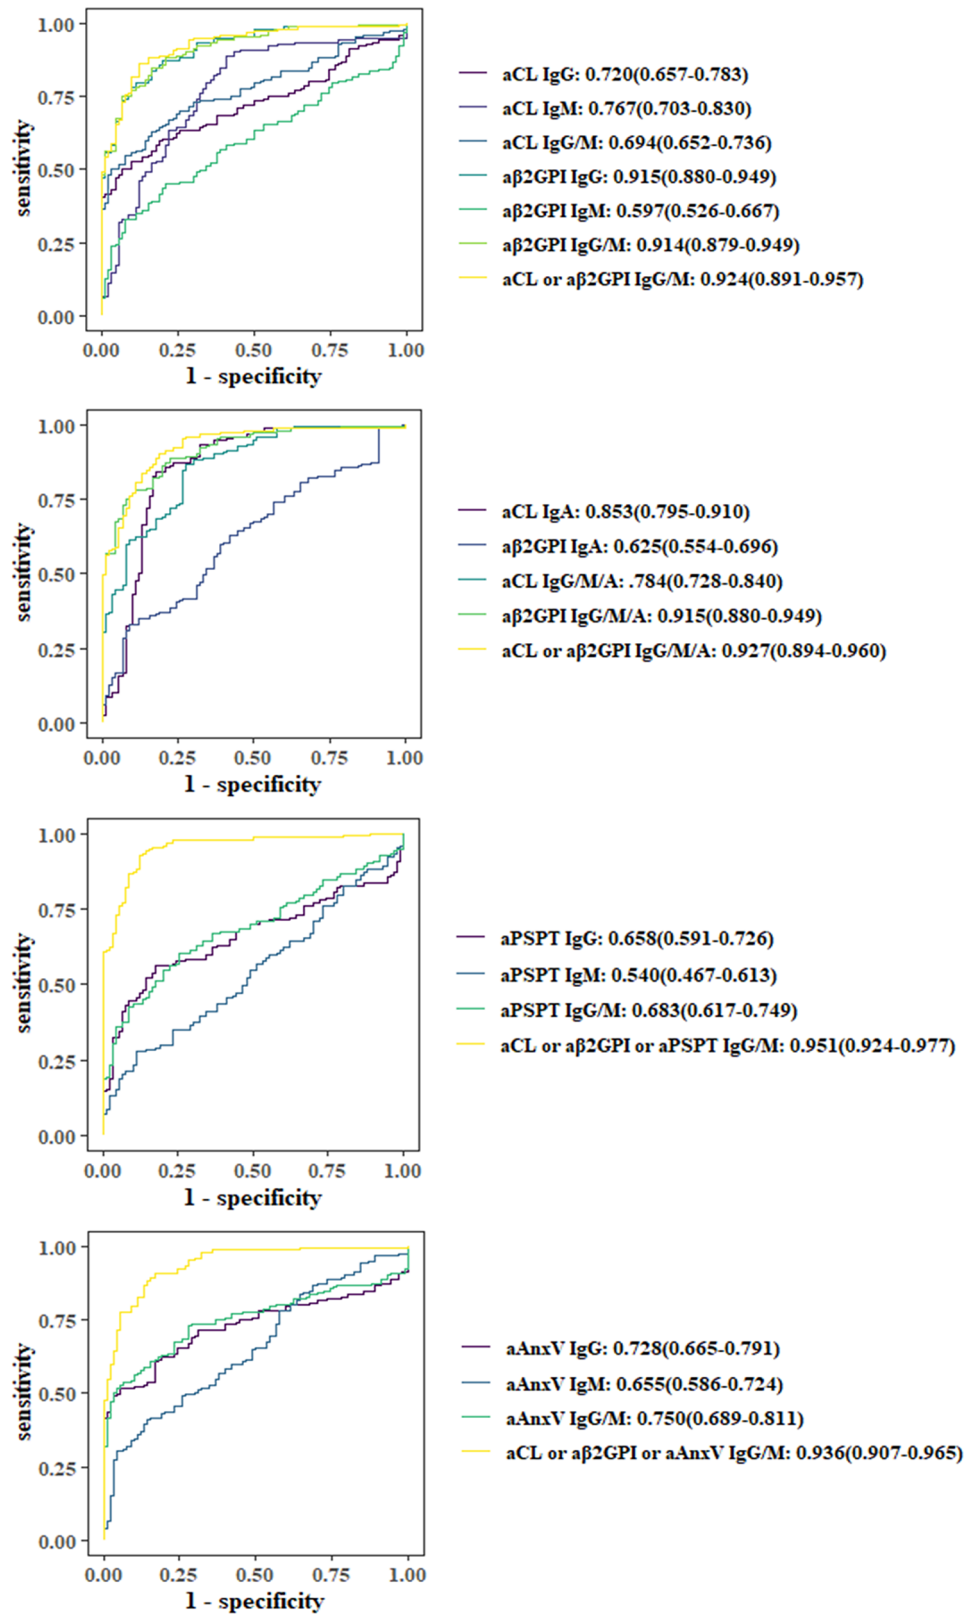 1.00
0.75
0.50
0.25
0.00
sensitivity
0.00 0.25 0.50 0.75 1.00
1 - specificity
aCL IgG: 0.720(0.657-0.783)
aCL IgM: 0.767(0.703-0.830)
aCL IgG/M: 0.694(0.652-0.736)
aβ2GPI IgG: 0.915(0.880-0.949)
aβ2GPI IgM: 0.597(0.526-0.667)
aβ2GPI IgG/M: 0.914(0.879-0.949)
aCL or aβ2GPI IgG/M: 0.924(0.891-0.957)
1.00
0.75
0.50
0.25
0.00
sensitivity
0.00 0.25 0.50 0.75 1.00
1 - specificity
aCL IgA: 0.853(0.795-0.910)
aβ2GPI IgA: 0.625(0.554-0.696)
aCL IgG/M/A: .784(0.728-0.840)
aβ2GPI IgG/M/A: 0.915(0.880-0.949)
aCL or aβ2GPI IgG/M/A: 0.927(0.894-0.960)
1.00
0.75
0.50
0.25
0.00
sensitivity
0.00 0.25 0.50 0.75 1.00
1 - specificity
aPSPT IgG: 0.658(0.591-0.726)
aPSPT IgM: 0.540(0.467-0.613)
aPSPT IgG/M: 0.683(0.617-0.749)
aCL or aβ2GPI or aPSPT IgG/M: 0.951(0.924-0.977)
1.00
0.75
0.50
0.25
0.00
sensitivity
0.00 0.25 0.50 0.75 1.00
1 - specificity
aAnxV IgG: 0.728(0.665-0.791)
aAnxV IgM: 0.655(0.586-0.724)
aAnxV IgG/M: 0.750(0.689-0.811)
aCL or aβ2GPI or aAnxV IgG/M: 0.936(0.907-0.965)